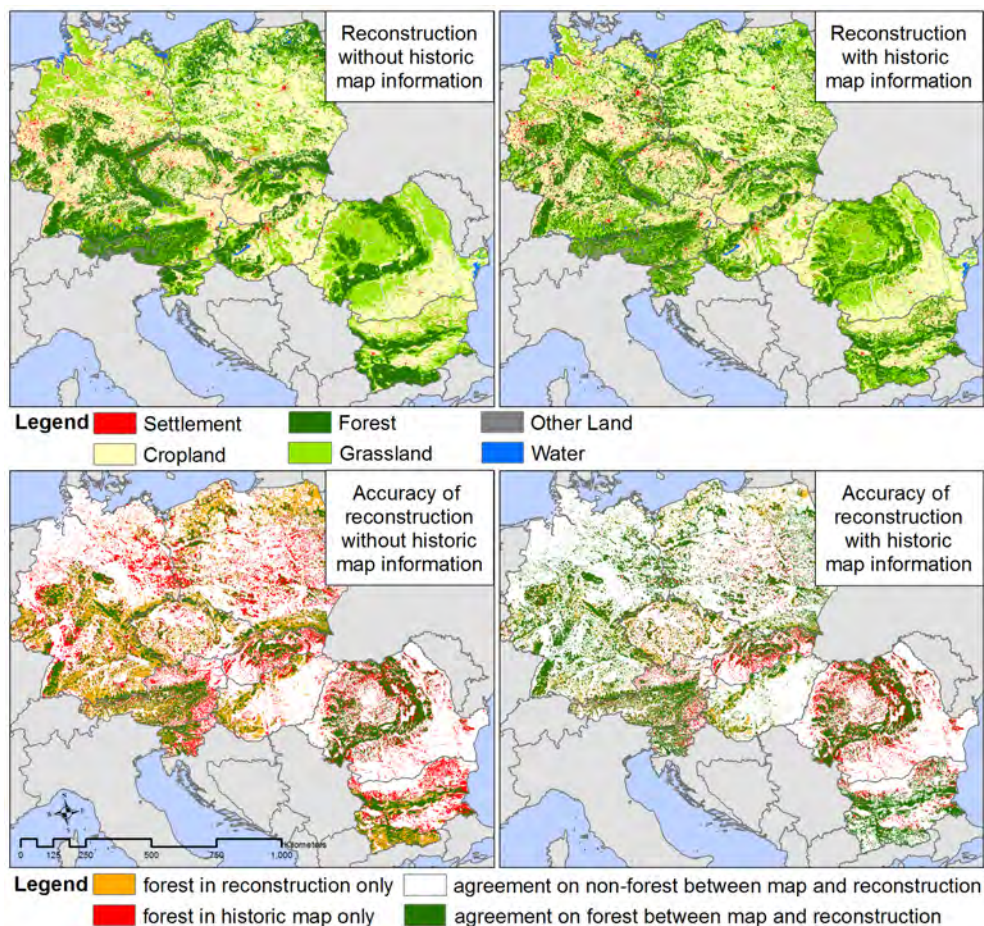 Reconstruction
without historic
map information
Reconstruction
with historic
map information
Legend Settlement Forest Other Land
Cropland Grassland Water
Accuracy of
reconstruction
without historic
map information
Accuracy of
reconstruction
with historic
map information
N
E
S
Kilometers
0 125 250 500 750 1.000
Legend forest in reconstruction only agreement on non-forest between map and reconstruction
forest in historic map only agreement on forest between map and reconstruction